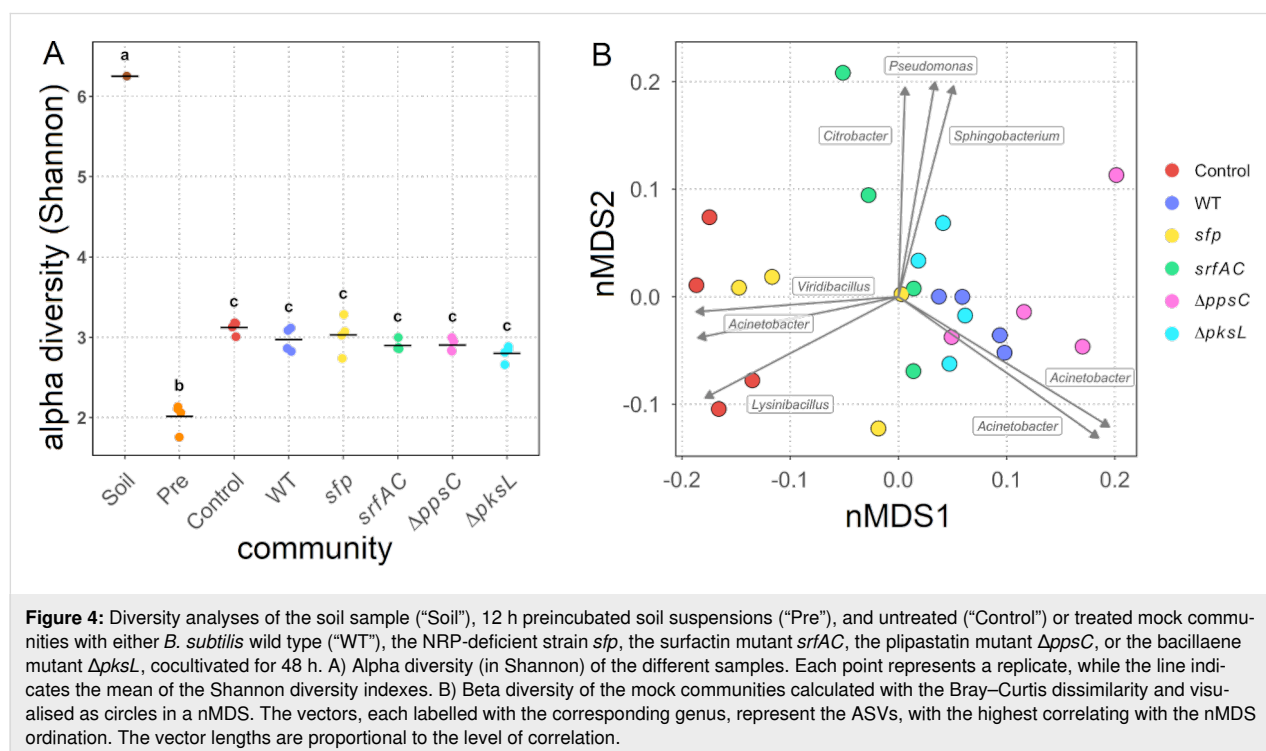 A
alpha diversity (Shannon)
6
5
4
3
2
a
b
c
c
c
c
c
c
Soil
Pre
Control
WT
sfp
srfAC
ΔppsC
ΔpksL
community
B
nMDS2
0.2
0.1
0.0
-0.1
Pseudomonas
Citrobacter
Sphingobacterium
Viridibacillus
Acinetobacter
Lysinibacillus
Acinetobacter
Acinetobacter
-0.2
-0.1
0.0
0.1
0.2
nMDS1
Control
WT
sfp
srfAC
ΔppsC
ΔpksL
Figure 4: Diversity analyses of the soil sample (“Soil”), 12 h preincubated soil suspensions (“Pre”), and untreated (“Control”) or treated mock commu-
nities with either B. subtilis wild type (“WT”), the NRP-deficient strain sfp, the surfactin mutant srfAC, the plipastatin mutant ΔppsC, or the bacillaene
mutant ΔpksL, cocultivated for 48 h. A) Alpha diversity (in Shannon) of the different samples. Each point represents a replicate, while the line indi-
cates the mean of the Shannon diversity indexes. B) Beta diversity of the mock communities calculated with the Bray–Curtis dissimilarity and visu-
alised as circles in a nMDS. The vectors, each labelled with the corresponding genus, represent the ASVs, with the highest correlating with the nMDS
ordination. The vector lengths are proportional to the level of correlation.